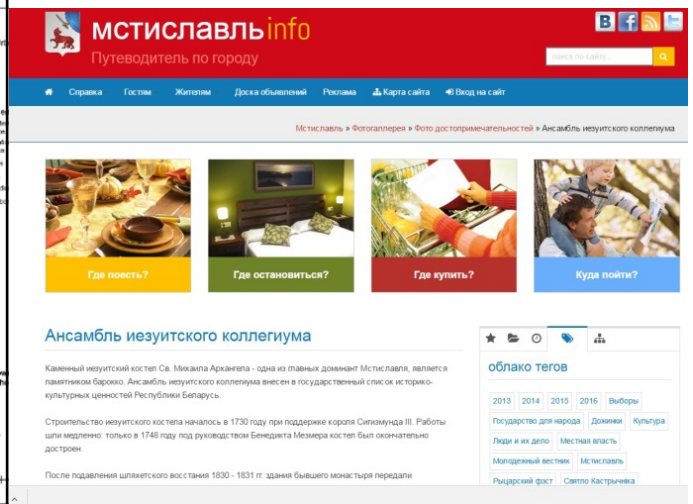 мстиславльinfo
Путеводитель по городу
поиск по сайту...
Справка Гостям Жителям Доска объявлений Реклама Карта сайта Вход на сайт
Мстиславль » Фотогаллерея » Фото достопримечательностей » Ансамбль иезуитского коллегиума
Где поесть? Где остановиться? Где купить? Куда пойти?
Ансамбль иезуитского коллегиума
Каменный иезуитский костел Св. Михаила Архангела - одна из главных доминант Мстиславля, является
памятником барокко. Ансамбль иезуитского коллегиума внесен в государственный список историко-
культурных ценностей Республики Беларусь.
Строительство иезуитского костела началось в 1730 году при поддержке короля Сигизмунда III. Работы
шли медленно: только в 1748 году под руководством Бенедикта Мезмера костел был окончательно
достроен.
После подавления шляхетского восстания 1830 - 1831 гг. здания бывшего монастыря передали
облако тегов
2013 2014 2015 2016 Выборы
Государство для народа Дожинки Культура
Люди и их дело Местная власть
Молодежный вестник Мстиславль
Рыцарский фэст Святло Кастрычніка